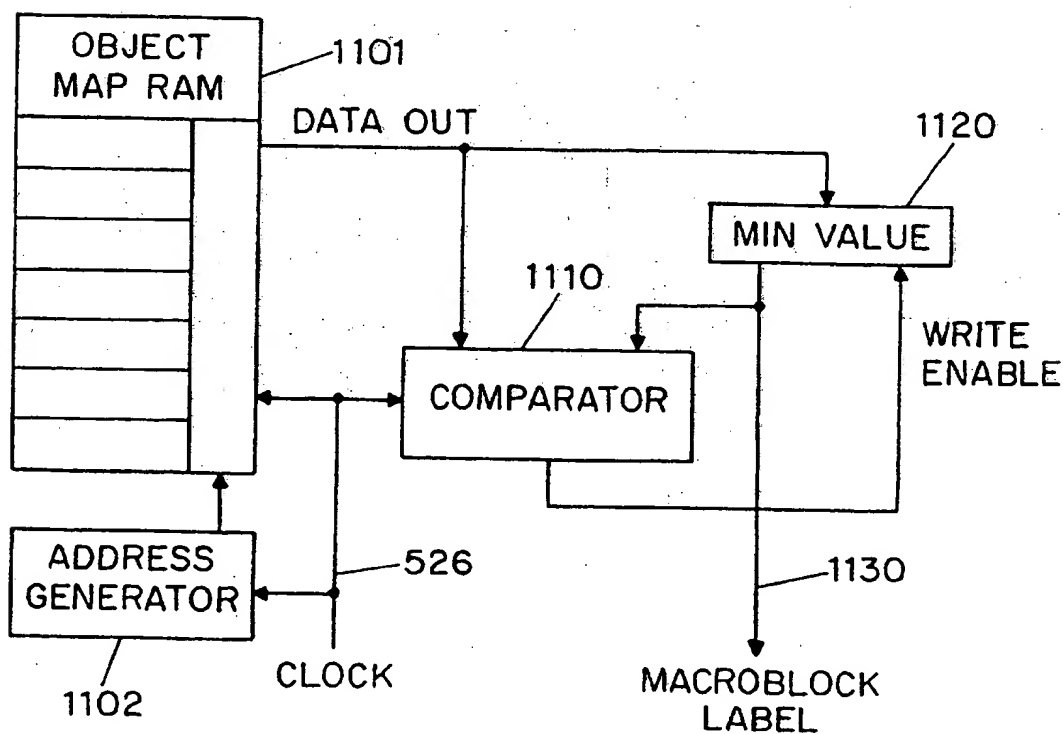 OBJECT
MAP RAM
1101
DATA OUT
1120
MIN VALUE
1110
WRITE
ENABLE
COMPARATOR
ADDRESS
GENERATOR
526
1130
CLOCK
1102
MACROBLOCK
LABEL